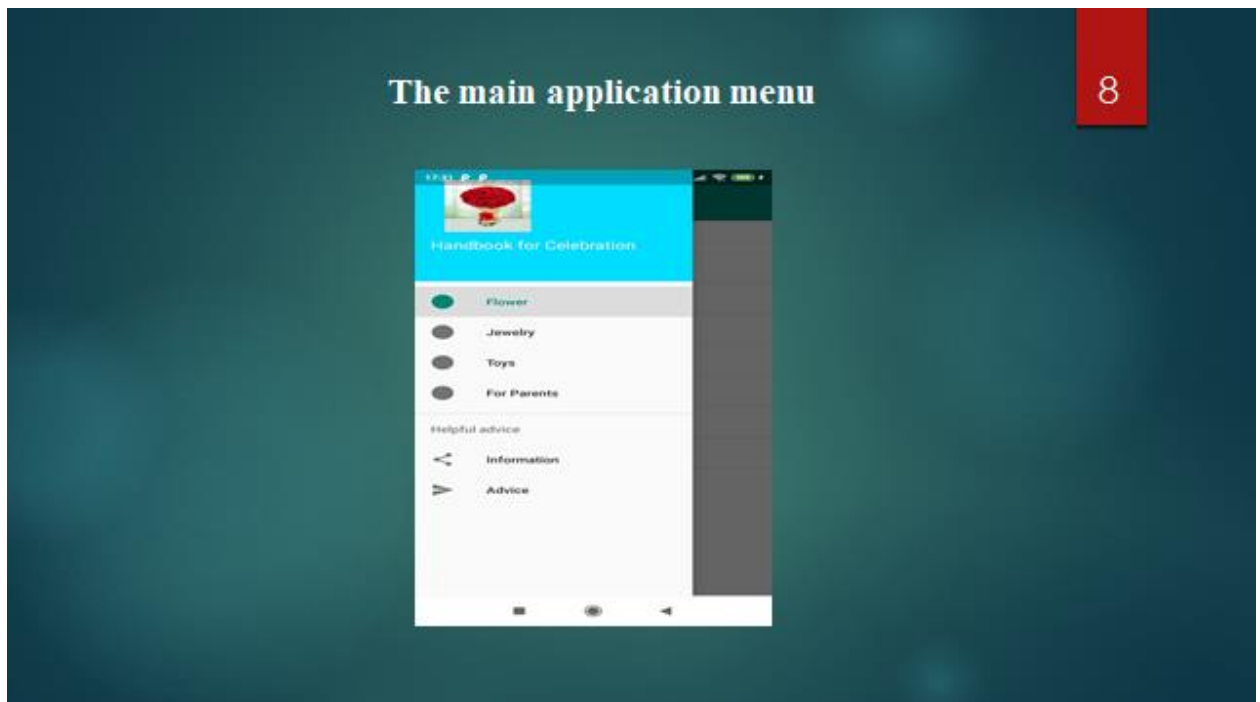 The main application menu
8
Handbook for Celebration
Flower
Jewelry
Toys
For Parents
Helpful advice
Information
Advice